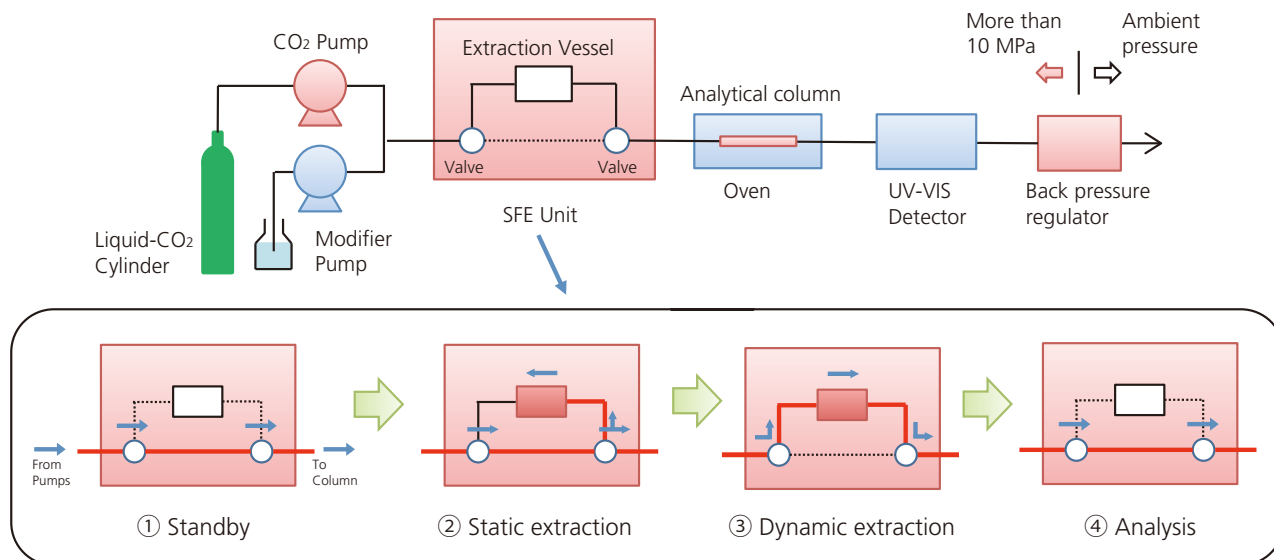 CO₂ Pump
Extraction Vessel
More than
10 MPa
Ambient
pressure
Analytical column
Valve
Valve
Oven
UV-VIS
Detector
Back pressure
regulator
SFE Unit
Liquid-CO₂
Cylinder
Modifier
Pump
From
Pumps
To
Column
① Standby
② Static extraction
③ Dynamic extraction
④ Analysis